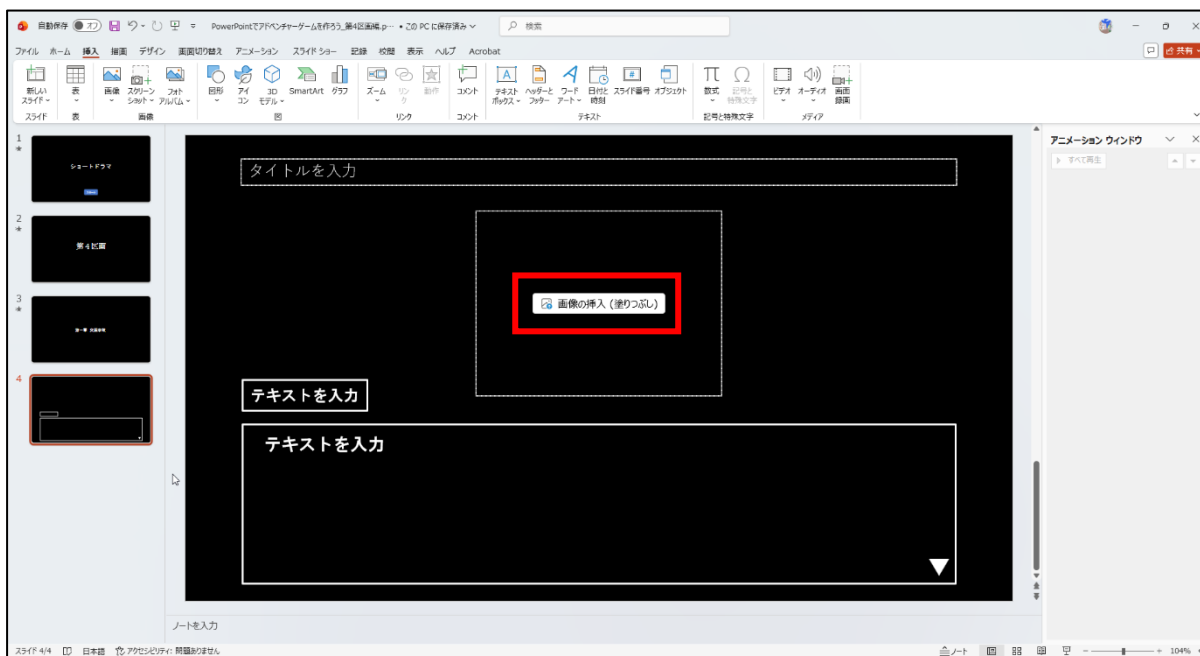 自動保存 オフ PowerPointでアドベンチャーゲームを作ろう_第4区画編.p… • この PC に保存済み 検索
ファイル ホーム 挿入 描画 デザイン 画面切り替え アニメーション スライド ショー 記録 校閲 表示 ヘルプ Acrobat 共有
新しい 表 画像 スクリーン フォト 図形 アイ 3D SmartArt グラフ ズーム リン 動作 コメント テキスト ヘッダーと ワード 日付と スライド番号 オブジェクト 数式 記号と ビデオ オーディオ 画面
スライド ショット アルバム コン モデル ク ボックス フッター アート 時刻 特殊文字 録画
スライド 表 画像 図 リンク コメント テキスト 記号と特殊文字 メディア
1
ショートドラマ
2
第４区画
3
4
タイトルを入力
画像の挿入 (塗りつぶし)
テキストを入力
テキストを入力
アニメーション ウィンドウ
すべて再生
ノートを入力
スライド 4/4 日本語 アクセシビリティ: 問題ありません ノート 104%